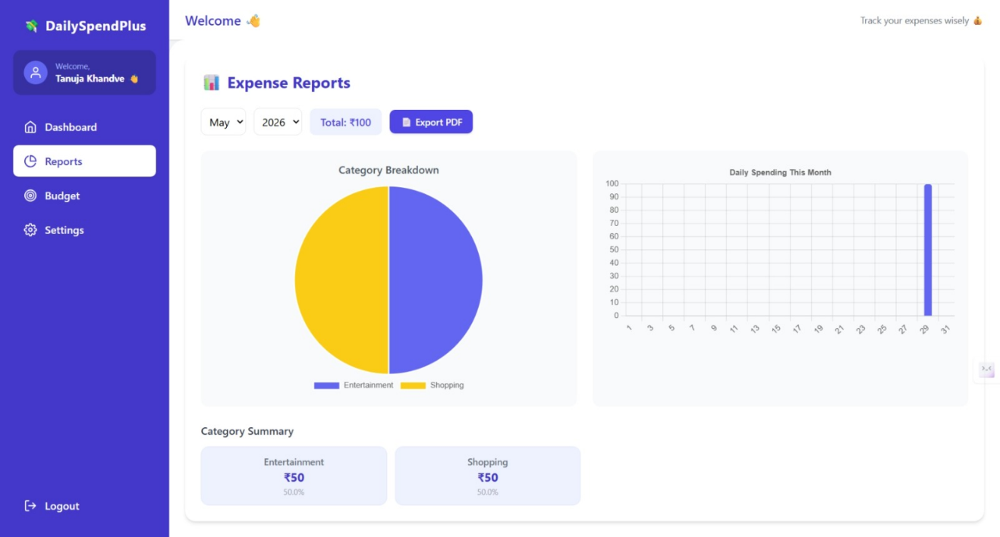 DailySpendPlus
Welcome,
Tanuja Khandve
Dashboard
Reports
Budget
Settings
Logout
Welcome
Track your expenses wisely
Expense Reports
May
2026
Total: ₹100
Export PDF
Category Breakdown
Entertainment
Shopping
Daily Spending This Month
100
90
80
70
60
50
40
30
20
10
0
1 3 5 7 9 11 13 15 17 19 21 23 25 27 29 31
Category Summary
Entertainment
₹50
50.0%
Shopping
₹50
50.0%